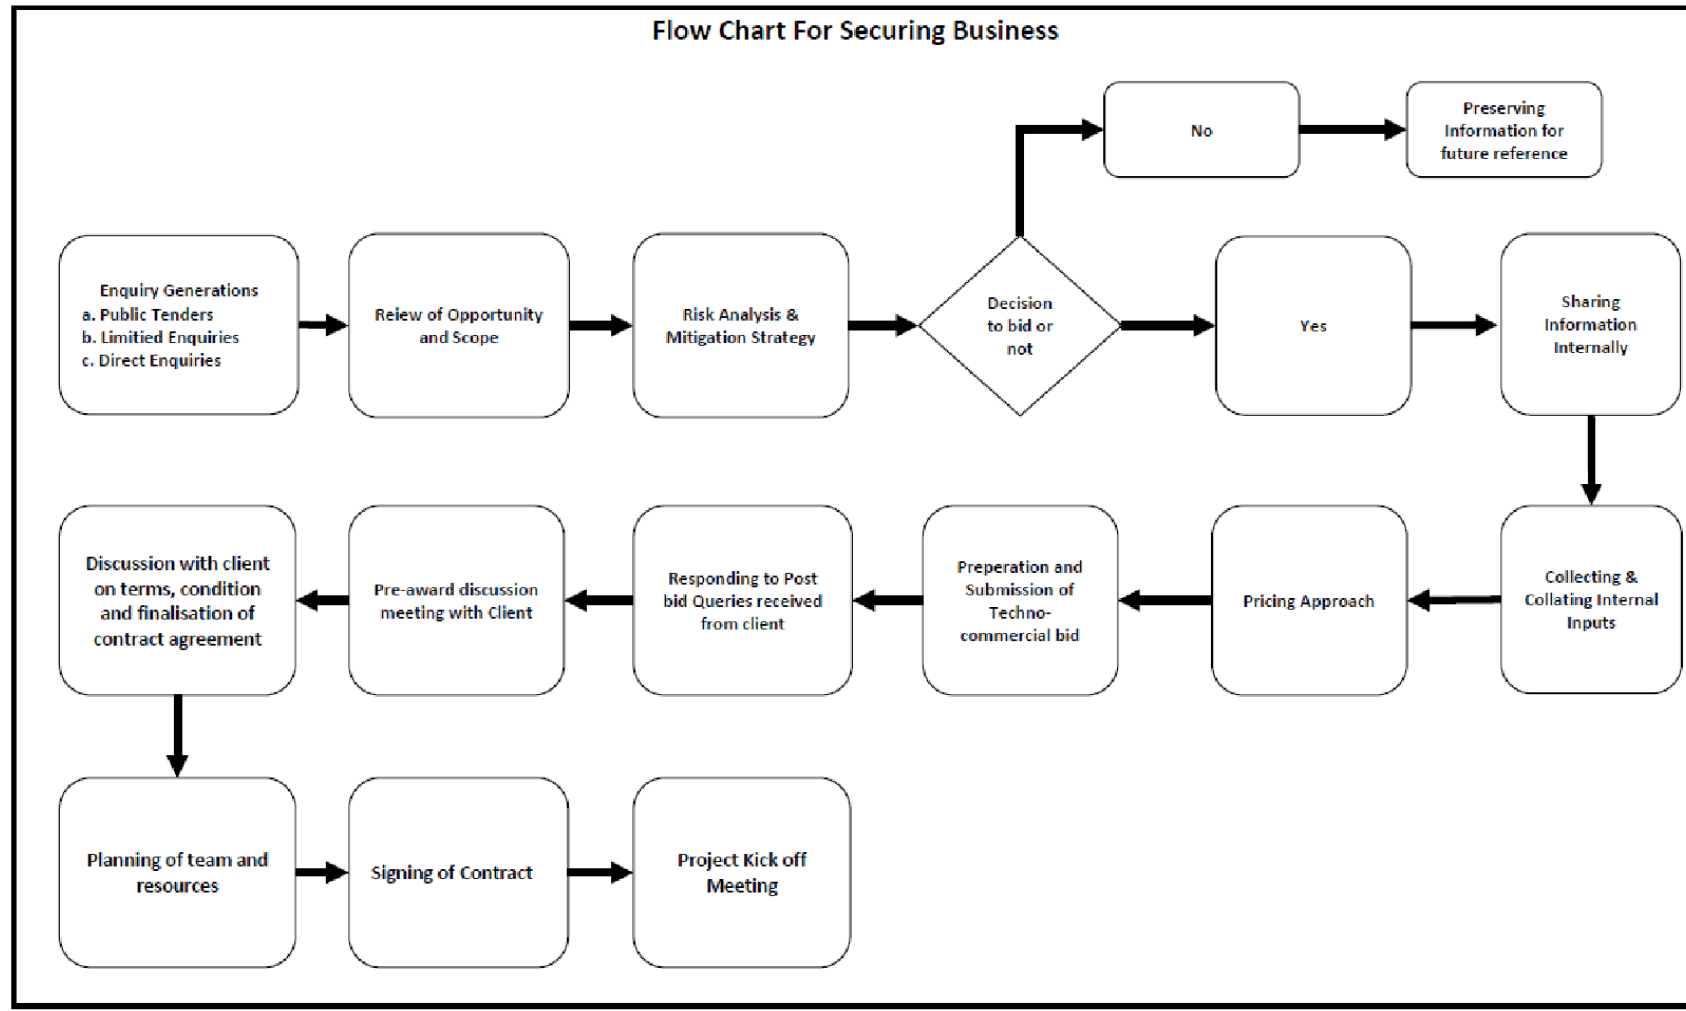 Flow Chart For Securing Business
No
Preserving
Information for
future reference
Enquiry Generations
a. Public Tenders
b. Limitied Enquiries
c. Direct Enquiries
Reiew of Opportunity
and Scope
Risk Analysis &
Mitigation Strategy
Decision
to bid or
not
Yes
Sharing
Information
Internally
Collecting &
Collating Internal
Inputs
Pricing Approach
Preperation and
Submission of
Techno-
commercial bid
Responding to Post
bid Queries received
from client
Pre-award discussion
meeting with Client
Discussion with client
on terms, condition
and finalisation of
contract agreement
Planning of team and
resources
Signing of Contract
Project Kick off
Meeting